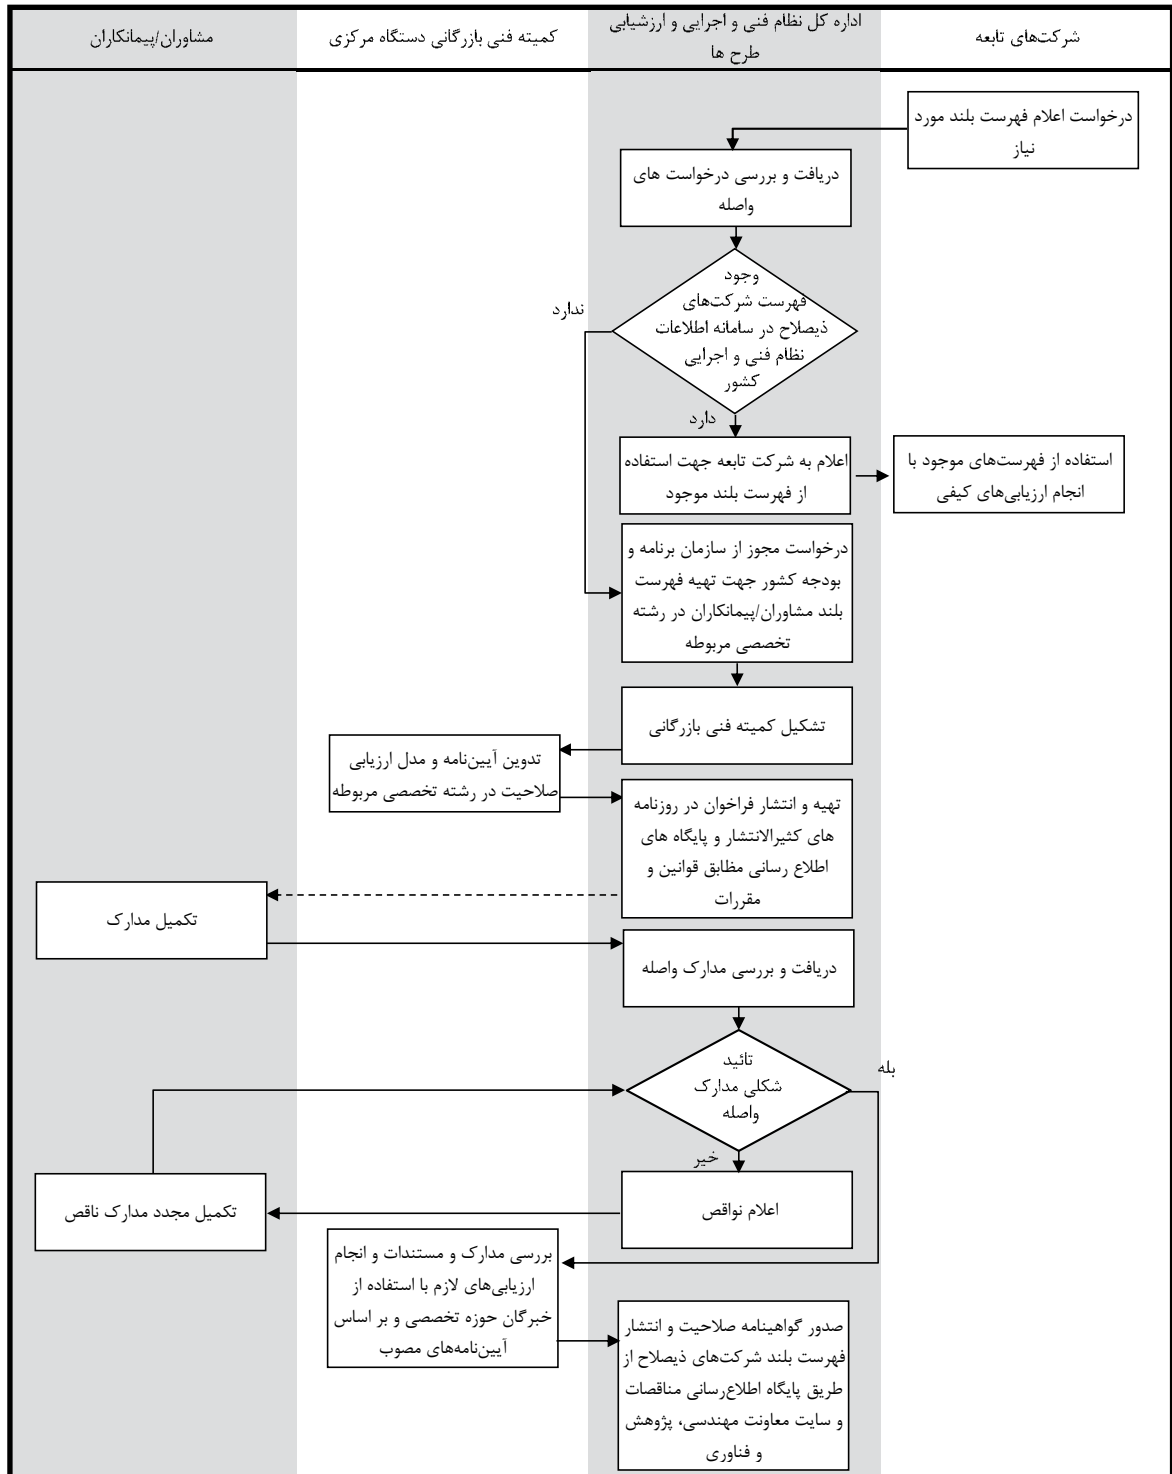 شرکت‌های تابعه
اداره کل نظام فنی و اجرایی و ارزشیابی
طرح ها
کمیته فنی بازرگانی دستگاه مرکزی
مشاوران/پیمانکاران
درخواست اعلام فهرست بلند مورد
نیاز
دریافت و بررسی درخواست های
واصله
وجود
فهرست شرکت‌های
ذیصلاح در سامانه اطلاعات
نظام فنی و اجرایی
کشور
ندارد
دارد
اعلام به شرکت تابعه جهت استفاده
از فهرست بلند موجود
استفاده از فهرست‌های موجود با
انجام ارزیابی‌های کیفی
درخواست مجوز از سازمان برنامه و
بودجه کشور جهت تهیه فهرست
بلند مشاوران/پیمانکاران در رشته
تخصصی مربوطه
تشکیل کمیته فنی بازرگانی
تدوین آیین‌نامه و مدل ارزیابی
صلاحیت در رشته تخصصی مربوطه
تهیه و انتشار فراخوان در روزنامه
های کثیرالانتشار و پایگاه های
اطلاع رسانی مظابق قوانین و
مقررات
تکمیل مدارک
دریافت و بررسی مدارک واصله
تائید
شکلی مدارک
واصله
بله
خیر
اعلام نواقص
تکمیل مجدد مدارک ناقص
بررسی مدارک و مستندات و انجام
ارزیابی‌های لازم با استفاده از
خبرگان حوزه تخصصی و بر اساس
آیین‌نامه‌های مصوب
صدور گواهینامه صلاحیت و انتشار
فهرست بلند شرکت‌های ذیصلاح از
طریق پایگاه اطلاع‌رسانی مناقصات
و سایت معاونت مهندسی، پژوهش
و فناوری